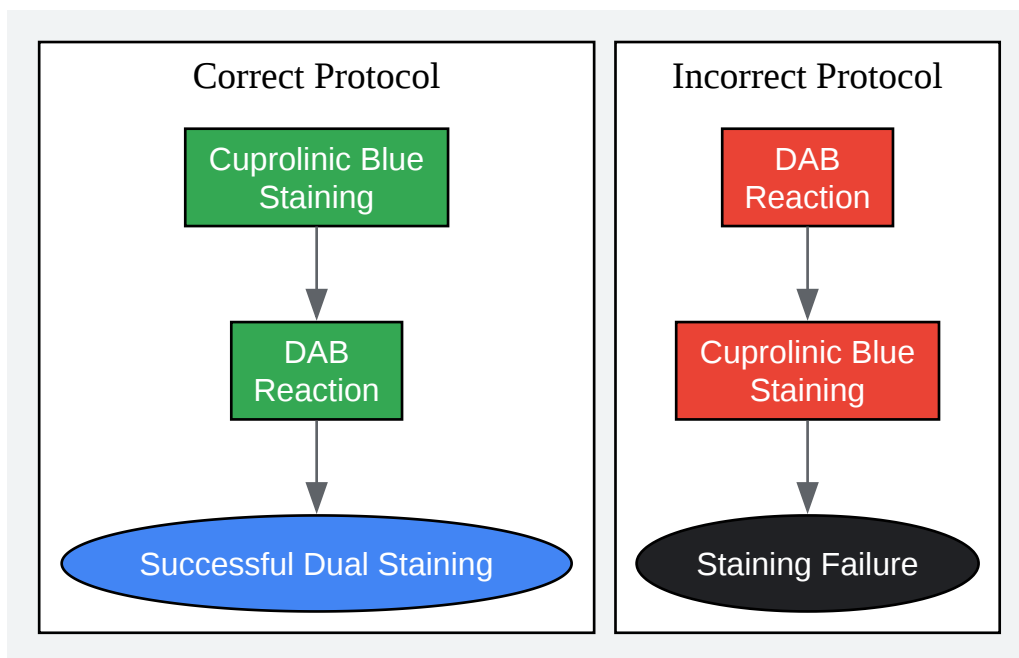 Correct Protocol
Cuprolinic Blue
Staining
DAB
Reaction
Successful Dual Staining
Incorrect Protocol
DAB
Reaction
Cuprolinic Blue
Staining
Staining Failure